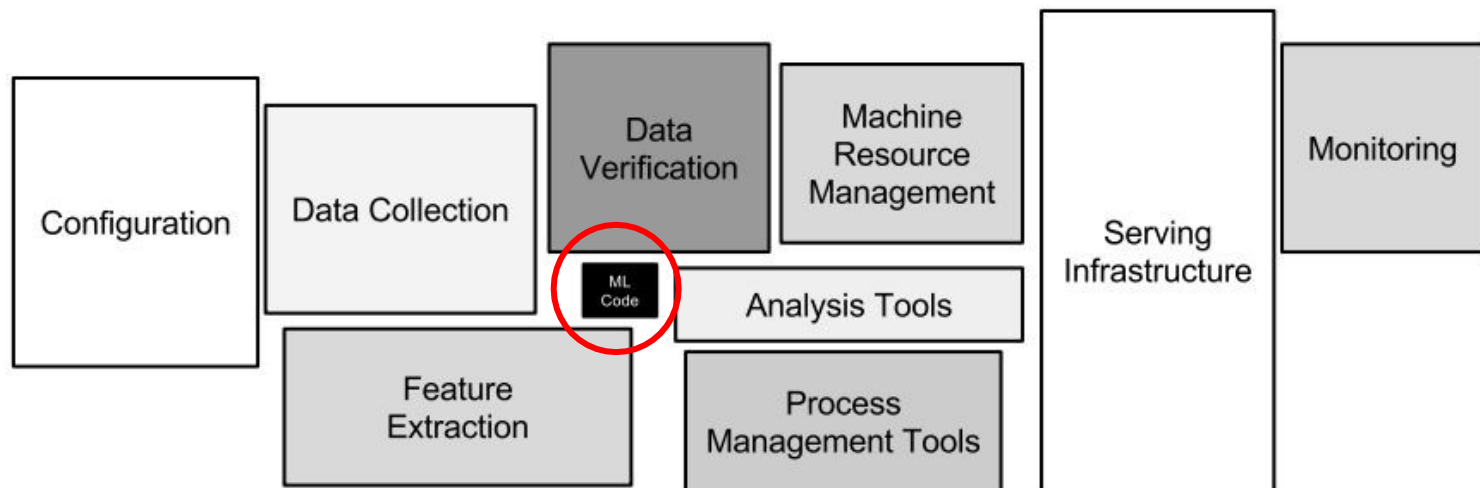 Configuration
Data Collection
Feature
Extraction
Data
Verification
ML
Code
Machine
Resource
Management
Analysis Tools
Process
Management Tools
Serving
Infrastructure
Monitoring